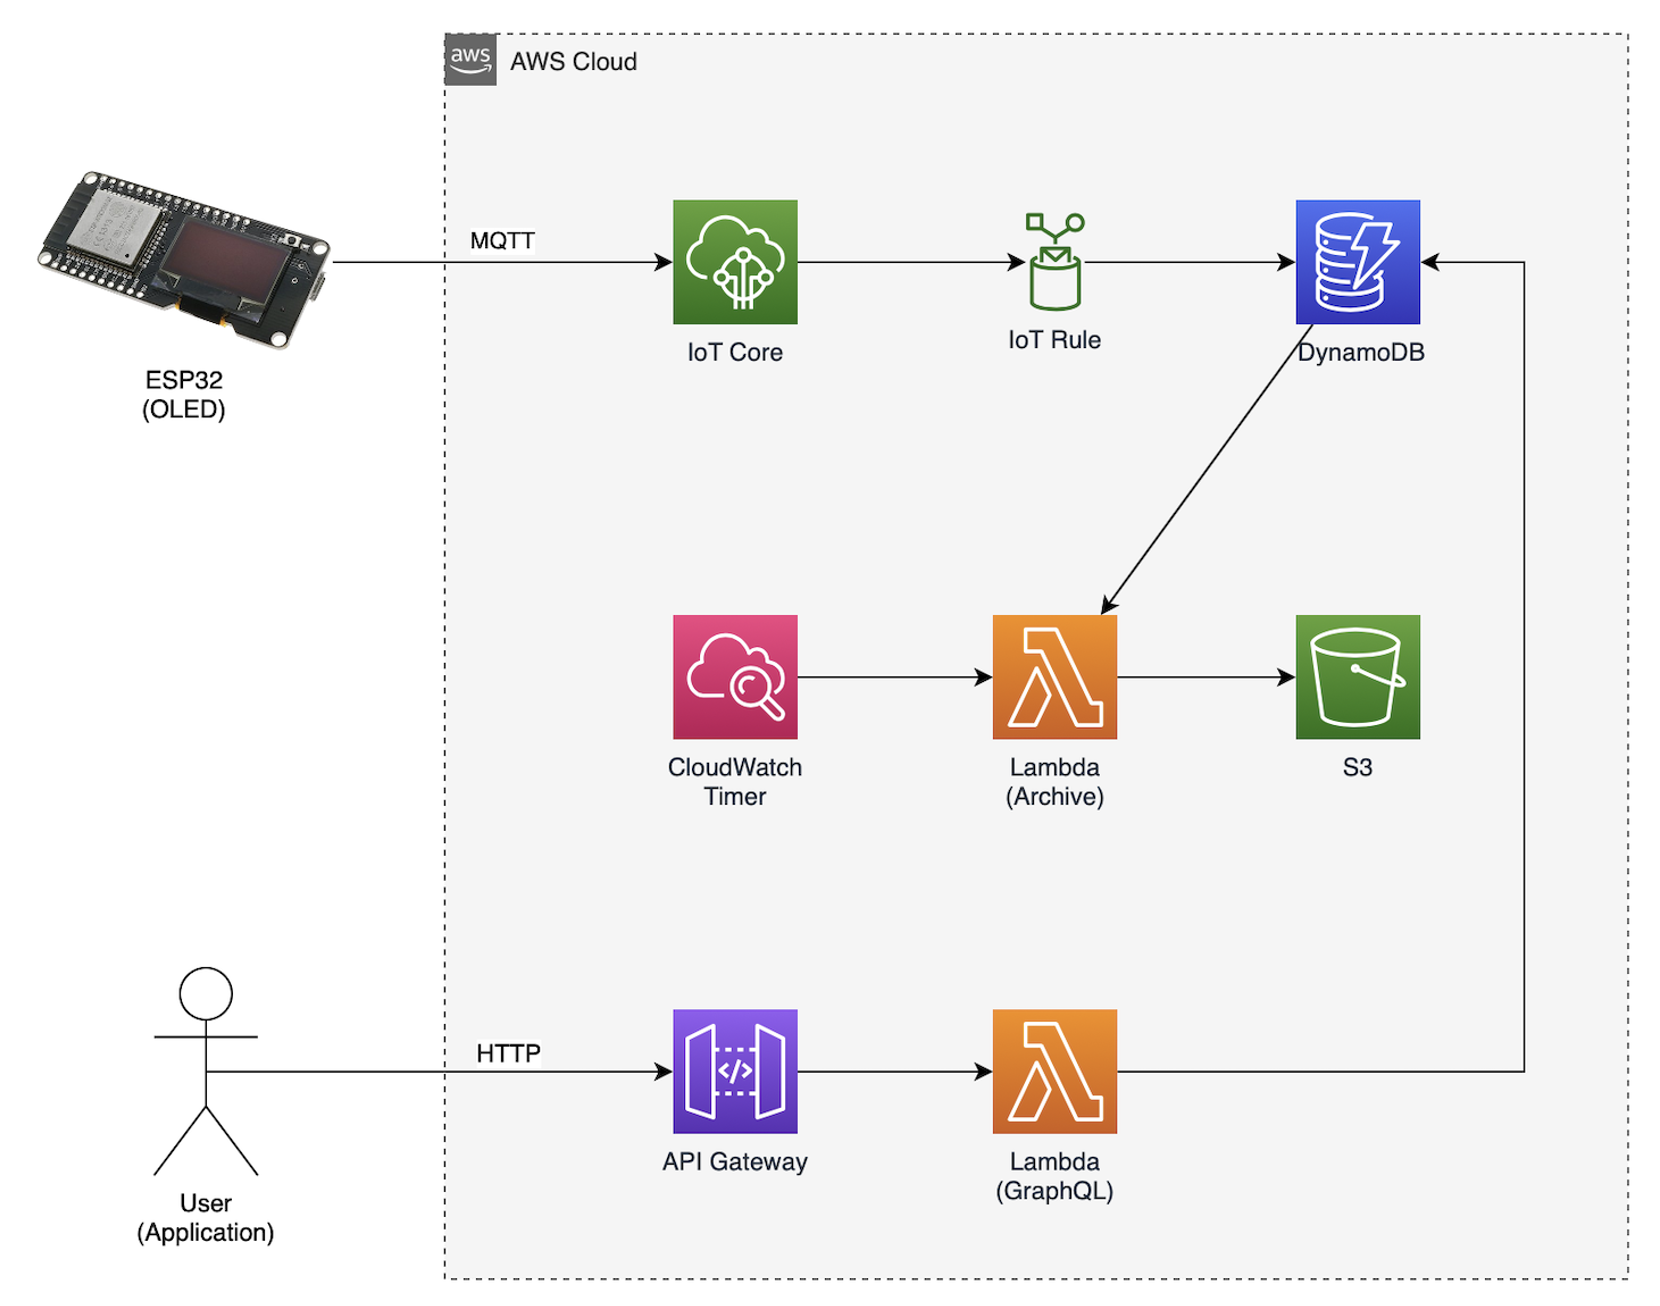 aws
AWS Cloud
MQTT
IoT Core
IoT Rule
DynamoDB
ESP32
(OLED)
CloudWatch
Timer
Lambda
(Archive)
S3
HTTP
</>
API Gateway
Lambda
(GraphQL)
User
(Application)